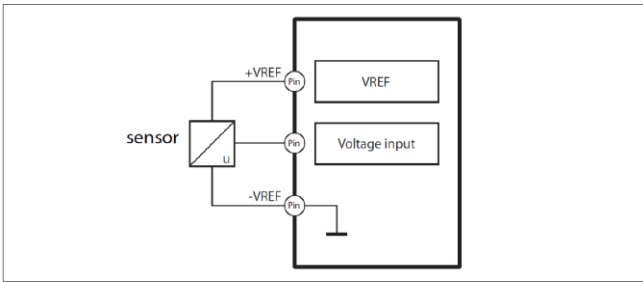 +VREF
Pin
VREF
sensor
u
Pin
Voltage input
-VREF
Pin